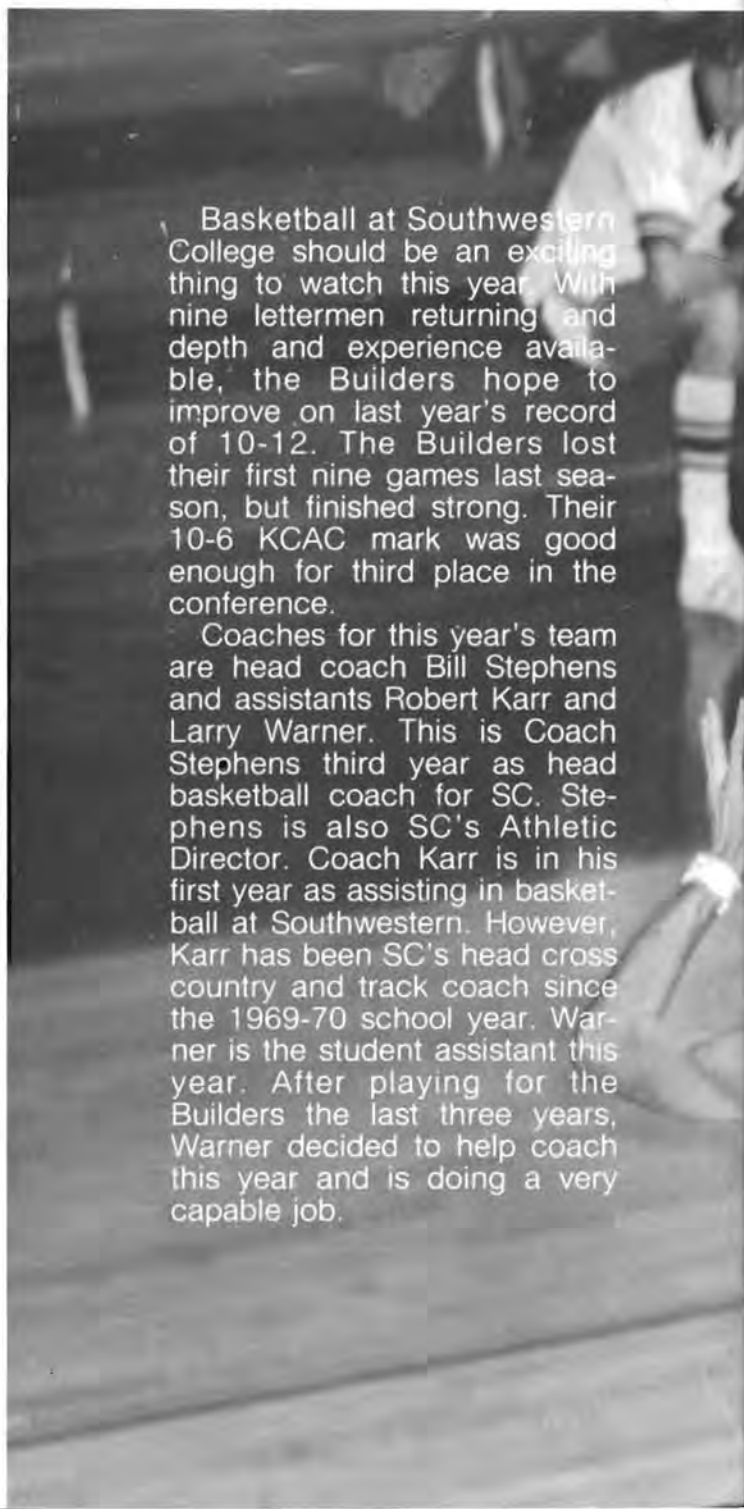 Basketball at Southwestern
College should be an exciting
thing to watch this year. With
nine lettermen returning and
depth and experience availa-
ble, the Builders hope to
improve on last year's record
of 10-12. The Builders lost
their first nine games last sea-
son, but finished strong. Their
10-6 KCAC mark was good
enough for third place in the
conference.
Coaches for this year's team
are head coach Bill Stephens
and assistants Robert Karr and
Larry Warner. This is Coach
Stephens third year as head
basketball coach for SC. Ste-
phens is also SC's Athletic
Director. Coach Karr is in his
first year as assisting in basket-
ball at Southwestern. However,
Karr has been SC's head cross
country and track coach since
the 1969-70 school year. War-
ner is the student assistant this
year. After playing for the
Builders the last three years,
Warner decided to help coach
this year and is doing a very
capable job.